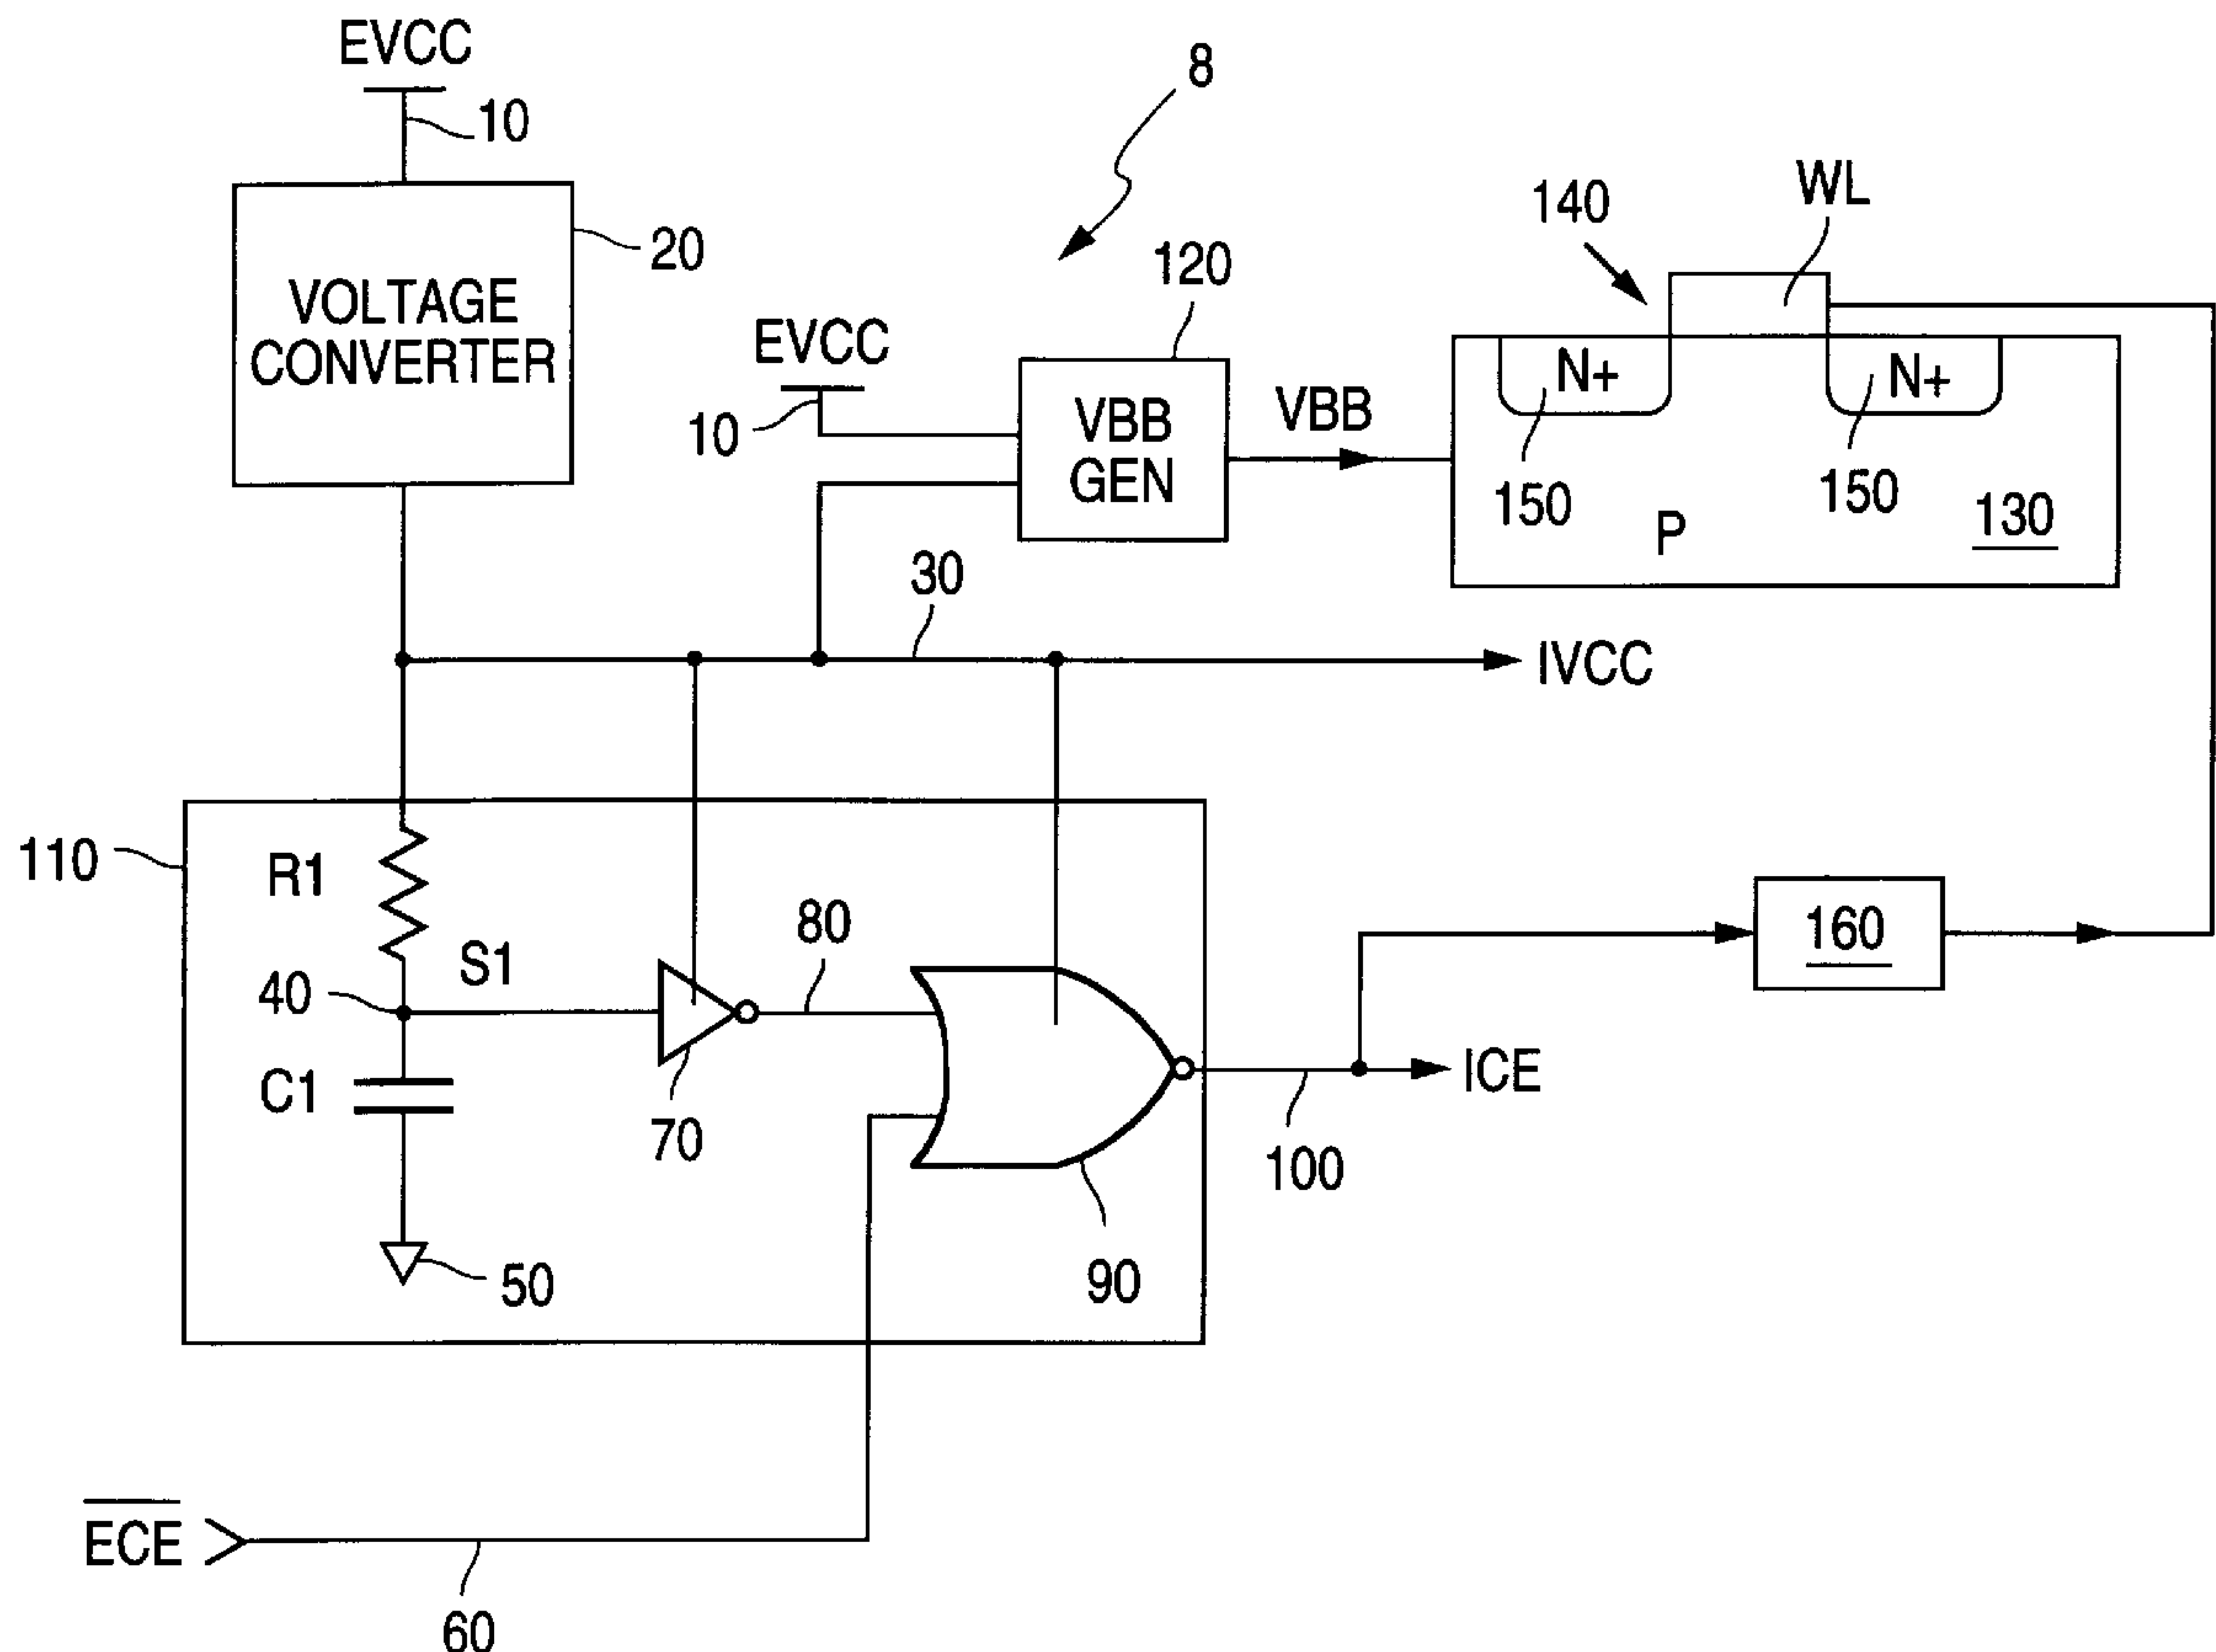 EVCC
10
8
WL
140
20
120
VOLTAGE
CONVERTER
EVCC
10
VBB
GEN
VBB
N+
N+
150
150
P
130
30
IVCC
110
R1
S1
80
160
40
C1
70
ICE
100
50
90
ECE
60